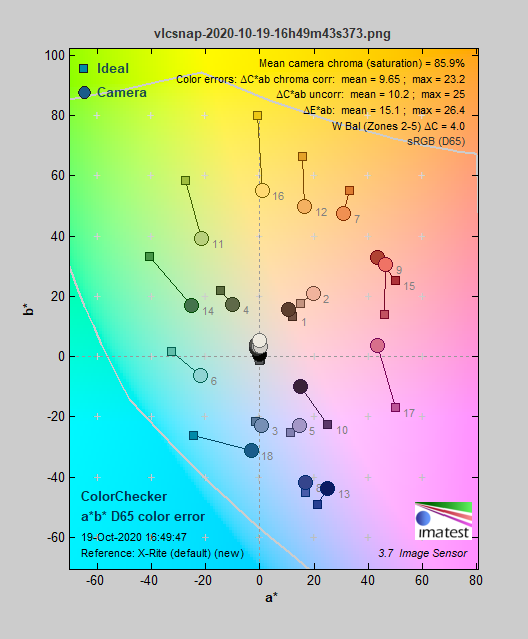 vlcsnap-2020-10-19-16h49m43s373.png
Ideal
Camera
Mean camera chroma (saturation) = 85.9%
Color errors: ΔC*ab chroma corr: mean = 9.65 ; max = 23.2
ΔC*ab uncorr: mean = 10.2 ; max = 25
ΔE*ab: mean = 15.1 ; max = 26.4
W Bal (Zones 2-5) ΔC = 4.0
sRGB (D65)
100
80
60
40
20
0
-20
-40
-60
b*
16
12
7
11
9
15
14
4
2
1
6
17
3
5
10
18
8
13
ColorChecker
a*b* D65 color error
19-Oct-2020 16:49:47
Reference: X-Rite (default) (new)
imatest
3.7 Image Sensor
-60 -40 -20 0 20 40 60 80
a*